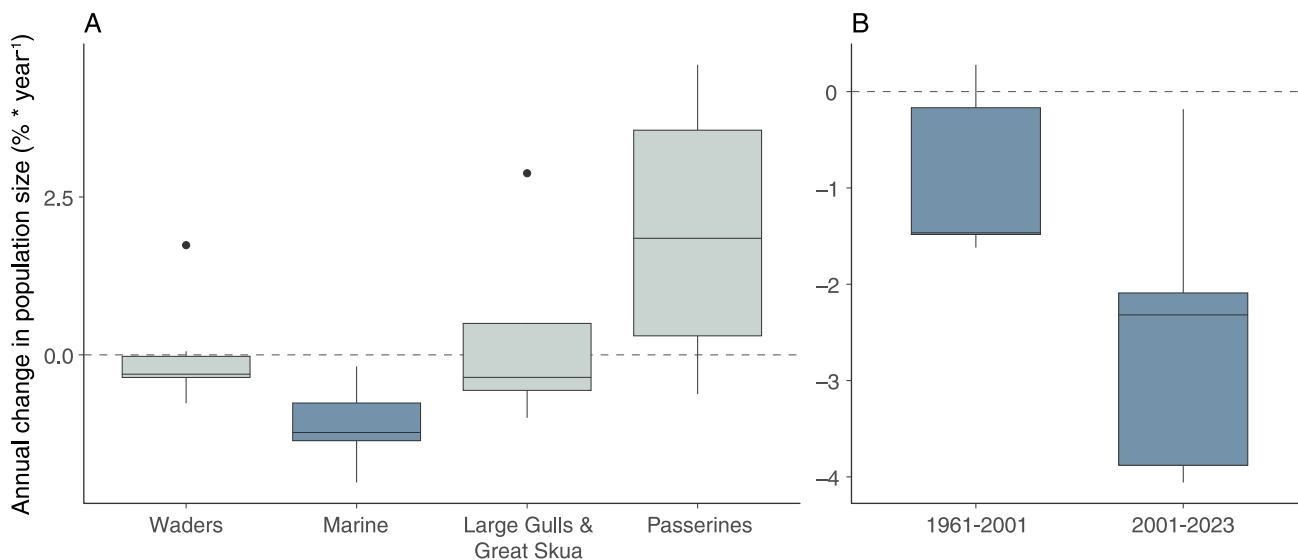 A
B
Annual change in population size (% * year⁻¹)
2.5
0.0
Waders
Marine
Large Gulls &
Great Skua
Passerines
0
−1
−2
−3
−4
1961-2001
2001-2023